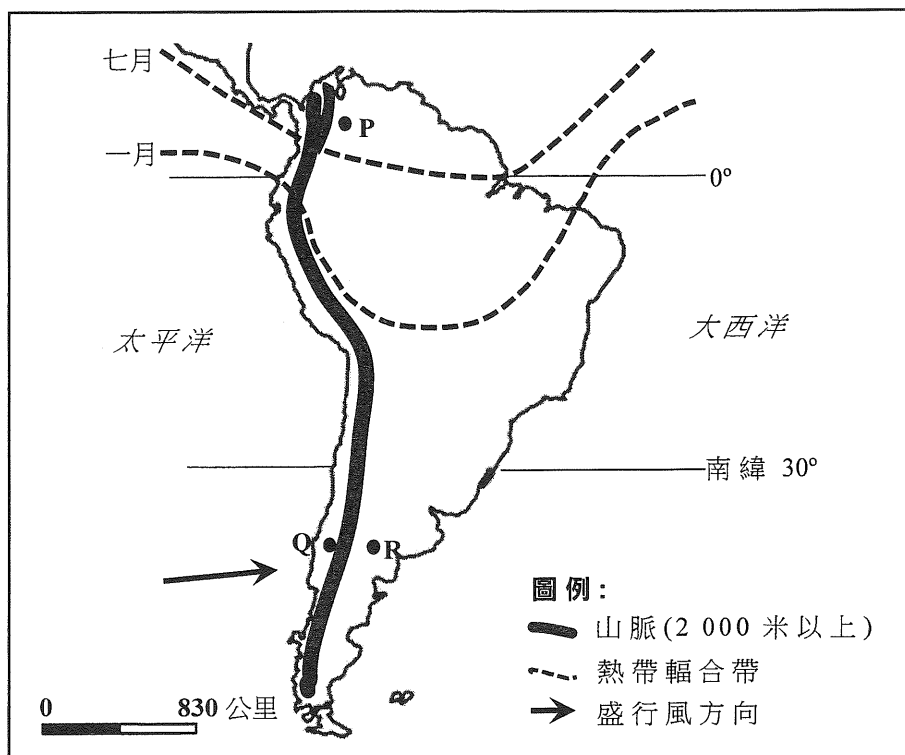 七月
P
一月
0°
太平洋
大西洋
南緯 30°
Q
R
圖例:
山脈(2 000 米以上)
熱帶輻合帶
盛行風方向
0
830 公里